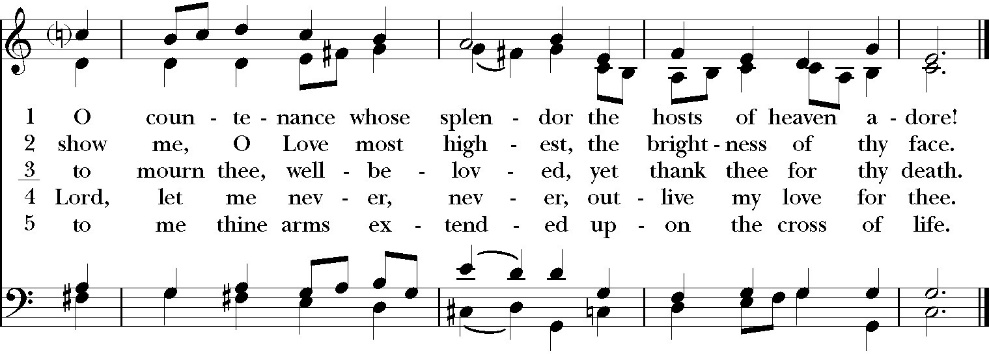 1 O coun - te - nance whose splen - dor the hosts of heaven a - dore!
2 show me, O Love most high - est, the bright - ness of thy face.
3 to mourn thee, well - be - lov - ed, yet thank thee for thy death.
4 Lord, let me nev - er, nev - er, out - live my love for thee.
5 to me thine arms ex - tend - ed up - on the cross of life.